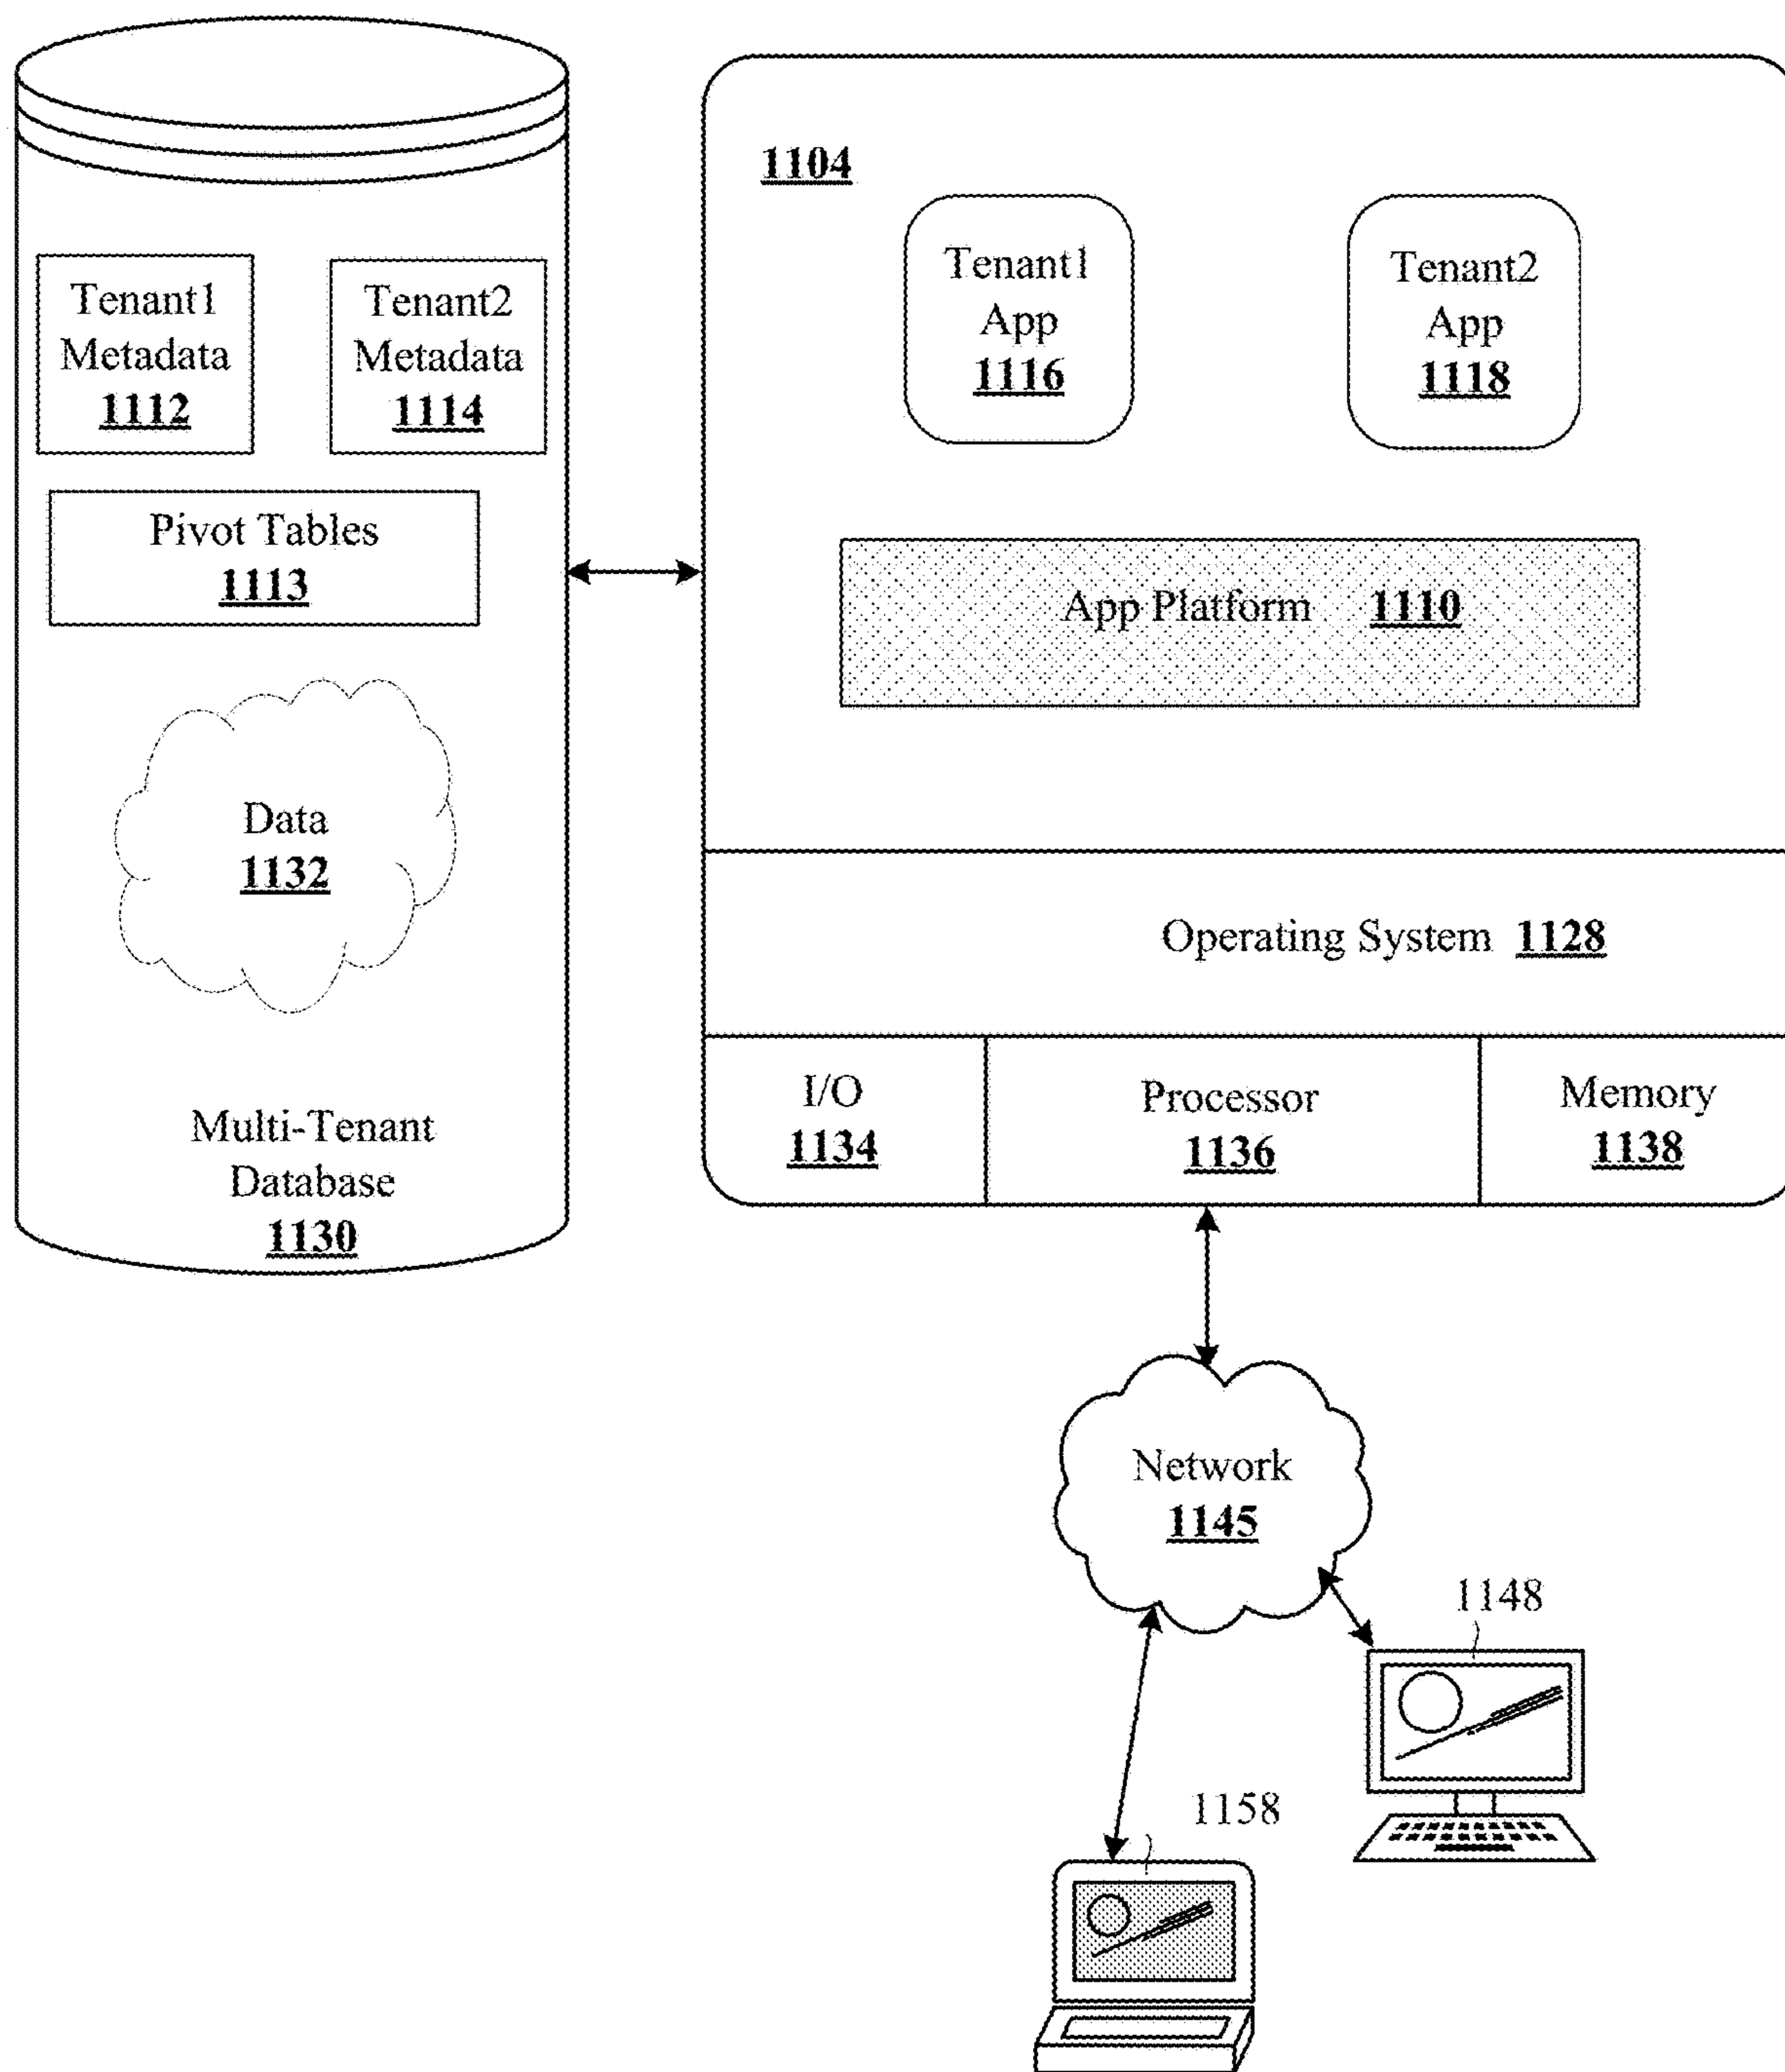 Tenant1
Metadata
1112
Tenant2
Metadata
1114
Pivot Tables
1113
Data
1132
Multi-Tenant
Database
1130
1104
Tenant1
App
1116
Tenant2
App
1118
App Platform 1110
Operating System 1128
I/O
1134
Processor
1136
Memory
1138
Network
1145
1148
1158